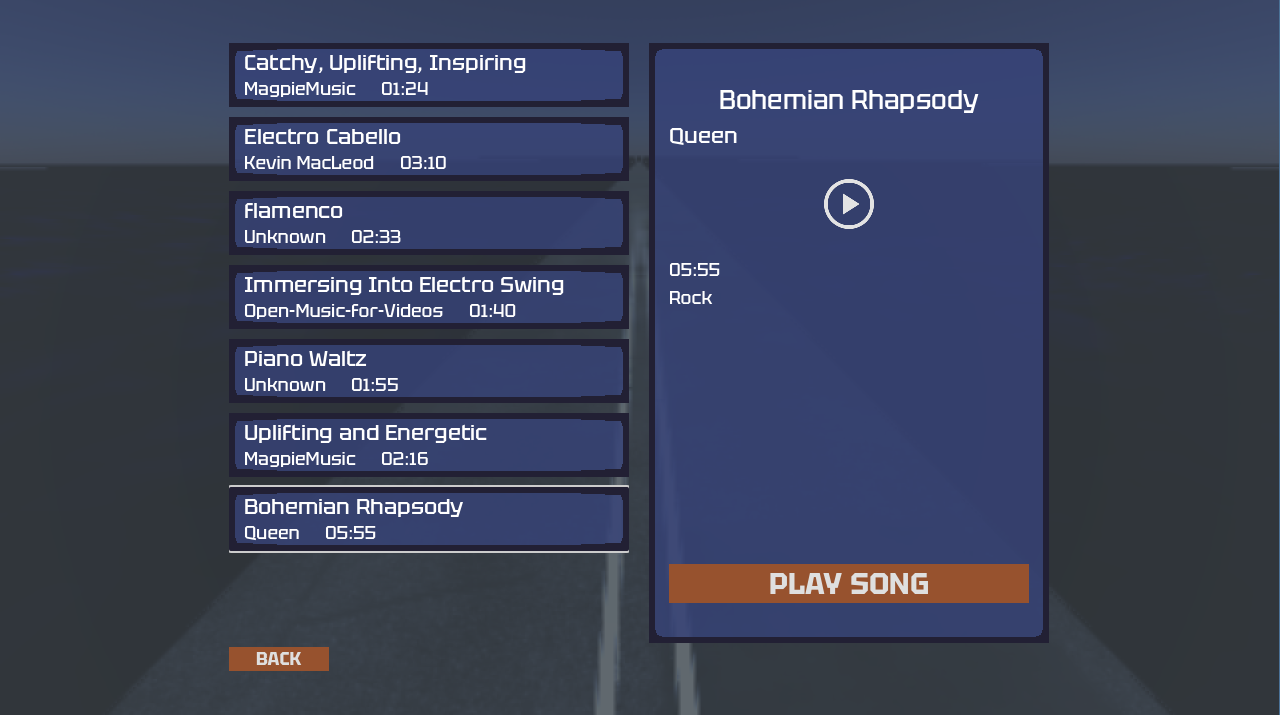 Catchy, Uplifting, Inspiring
MagpieMusic 01:24
Electro Cabello
Kevin MacLeod 03:10
flamenco
Unknown 02:33
Immersing Into Electro Swing
Open-Music-for-Videos 01:40
Piano Waltz
Unknown 01:55
Uplifting and Energetic
MagpieMusic 02:16
Bohemian Rhapsody
Queen 05:55
BACK
Bohemian Rhapsody
Queen
05:55
Rock
PLAY SONG